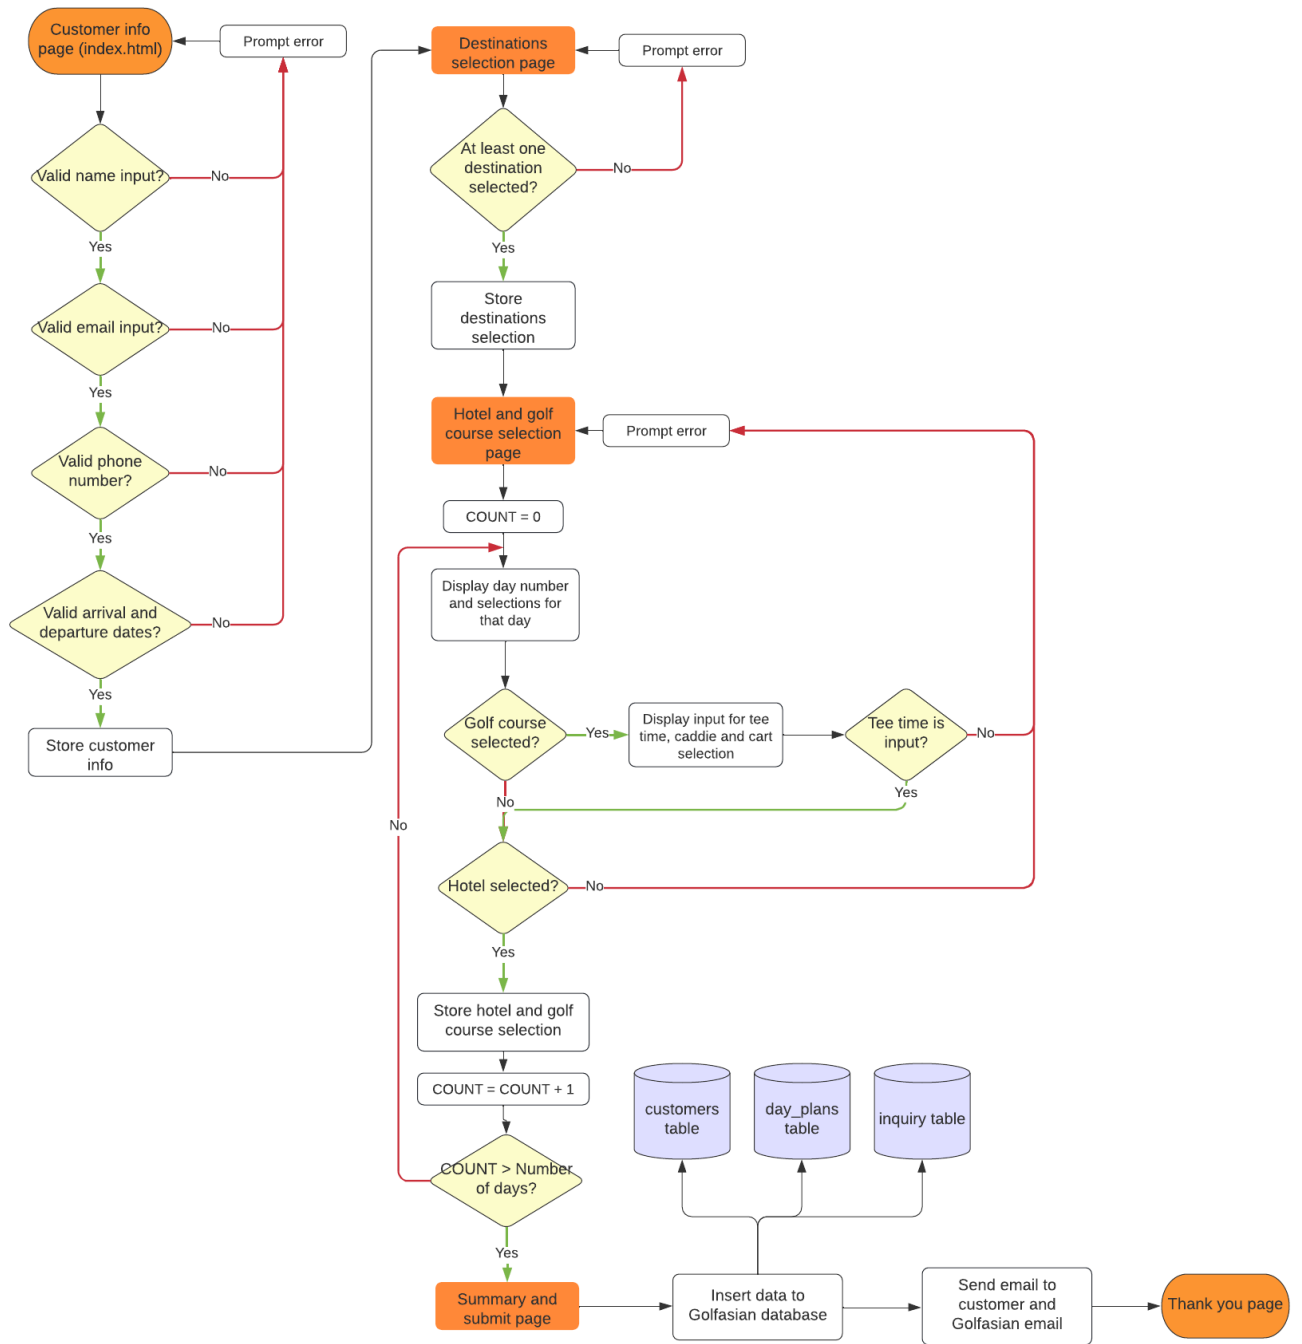 Customer info
page (index.html)
Prompt error
Valid name input?
No
Yes
Valid email input?
No
Yes
Valid phone
number?
No
Yes
Valid arrival and
departure dates?
No
Yes
Store customer
info
Destinations
selection page
Prompt error
At least one
destination
selected?
No
Yes
Store
destinations
selection
Hotel and golf
course selection
page
Prompt error
COUNT = 0
Display day number
and selections for
that day
Golf course
selected?
Yes
Display input for tee
time, caddie and cart
selection
Tee time is
input?
No
Yes
No
Hotel selected?
No
Yes
Store hotel and golf
course selection
COUNT = COUNT + 1
COUNT > Number
of days?
No
Yes
Summary and
submit page
Insert data to
Golfasian database
customers
table
day_plans
table
inquiry table
Send email to
customer and
Golfasian email
Thank you page